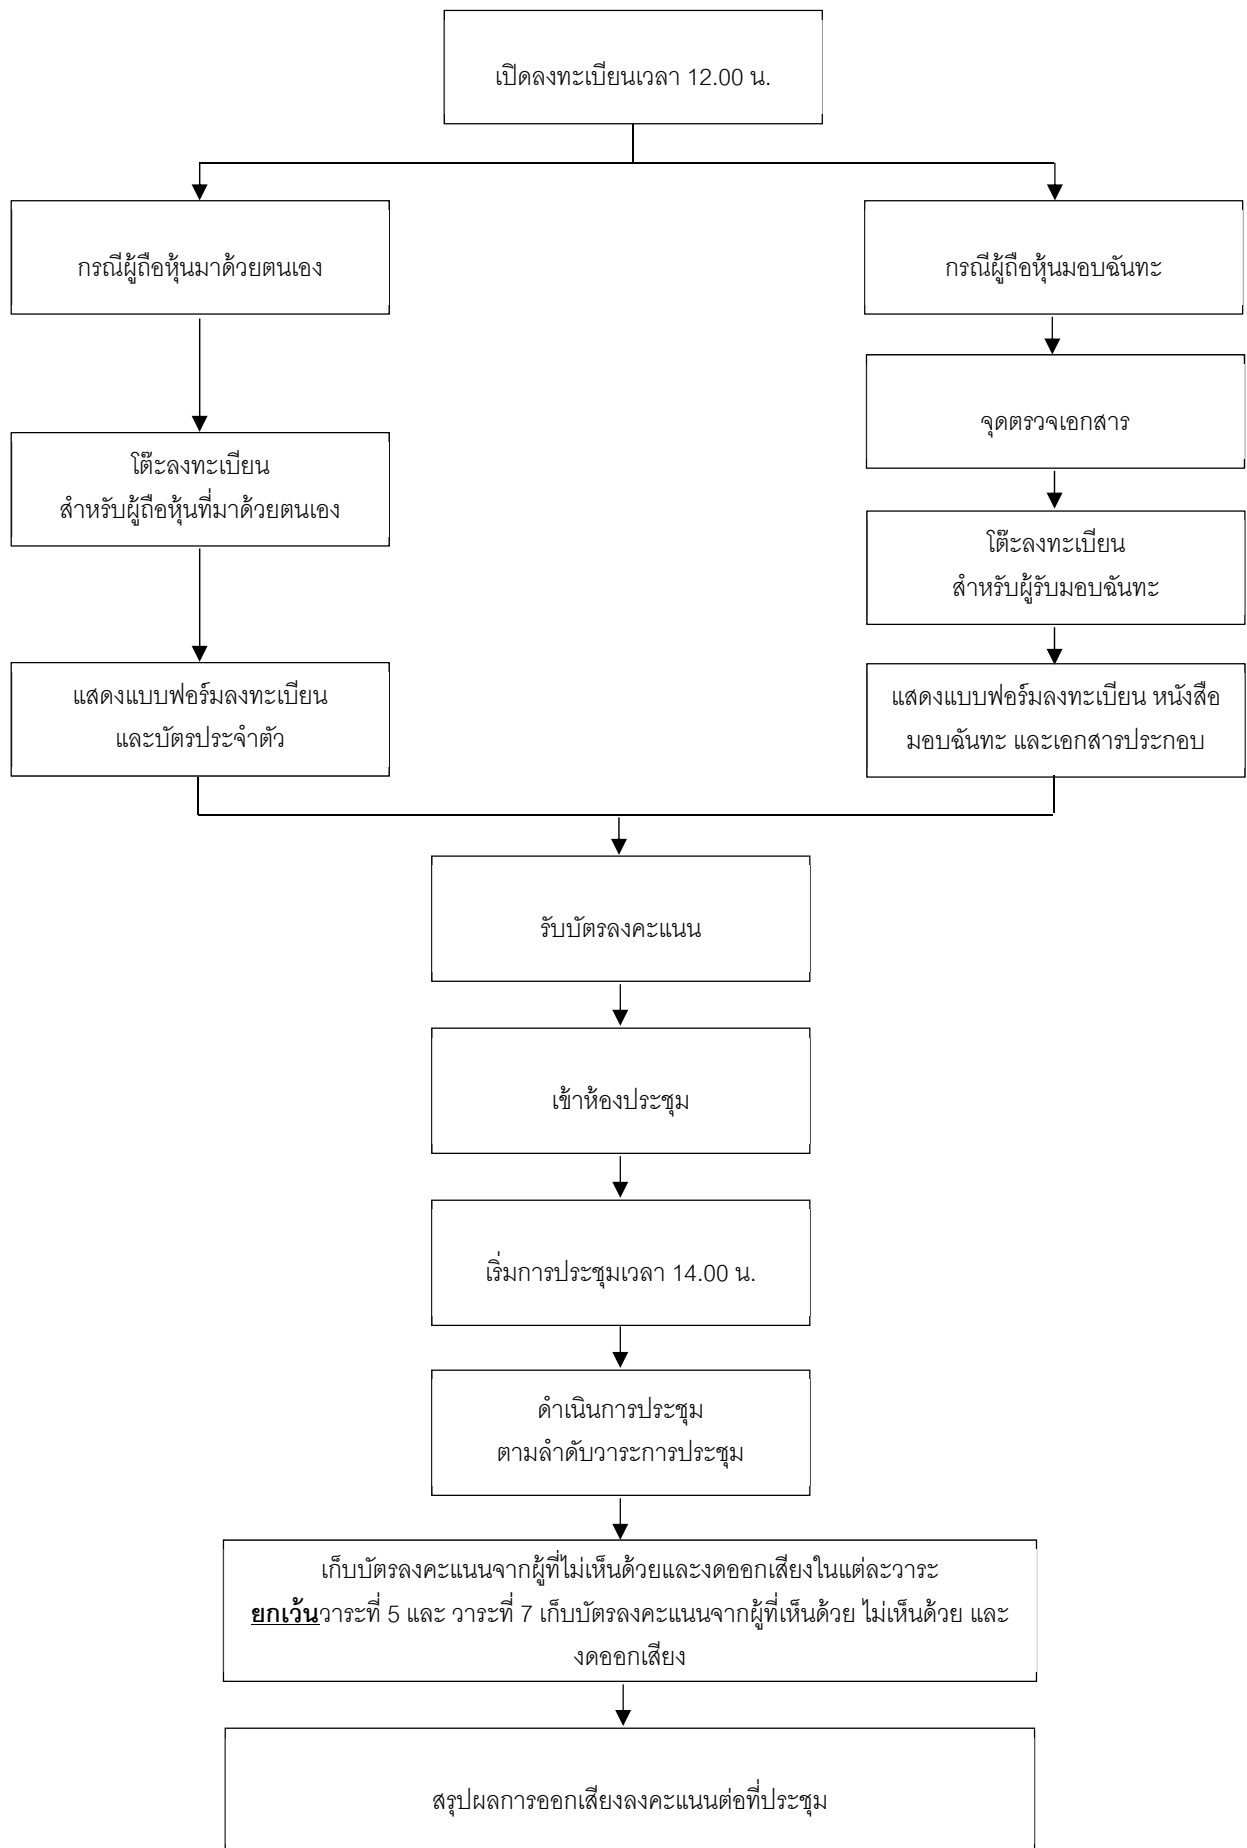 เปิดลงทะเบียนเวลา 12.00 น.
กรณีผู้ถือหุ้นมาด้วยตนเอง
กรณีผู้ถือหุ้นมอบฉันทะ
จุดตรวจเอกสาร
โต๊ะลงทะเบียน
สำหรับผู้ถือหุ้นที่มาด้วยตนเอง
โต๊ะลงทะเบียน
สำหรับผู้รับมอบฉันทะ
แสดงแบบฟอร์มลงทะเบียน
และบัตรประจำตัว
แสดงแบบฟอร์มลงทะเบียน หนังสือ
มอบฉันทะ และเอกสารประกอบ
รับบัตรลงคะแนน
เข้าห้องประชุม
เริ่มการประชุมเวลา 14.00 น.
ดำเนินการประชุม
ตามลำดับวาระการประชุม
เก็บบัตรลงคะแนนจากผู้ที่ไม่เห็นด้วยและงดออกเสียงในแต่ละวาระ
ยกเว้นวาระที่ 5 และ วาระที่ 7 เก็บบัตรลงคะแนนจากผู้ที่เห็นด้วย ไม่เห็นด้วย และ
งดออกเสียง
สรุปผลการออกเสียงลงคะแนนต่อที่ประชุม